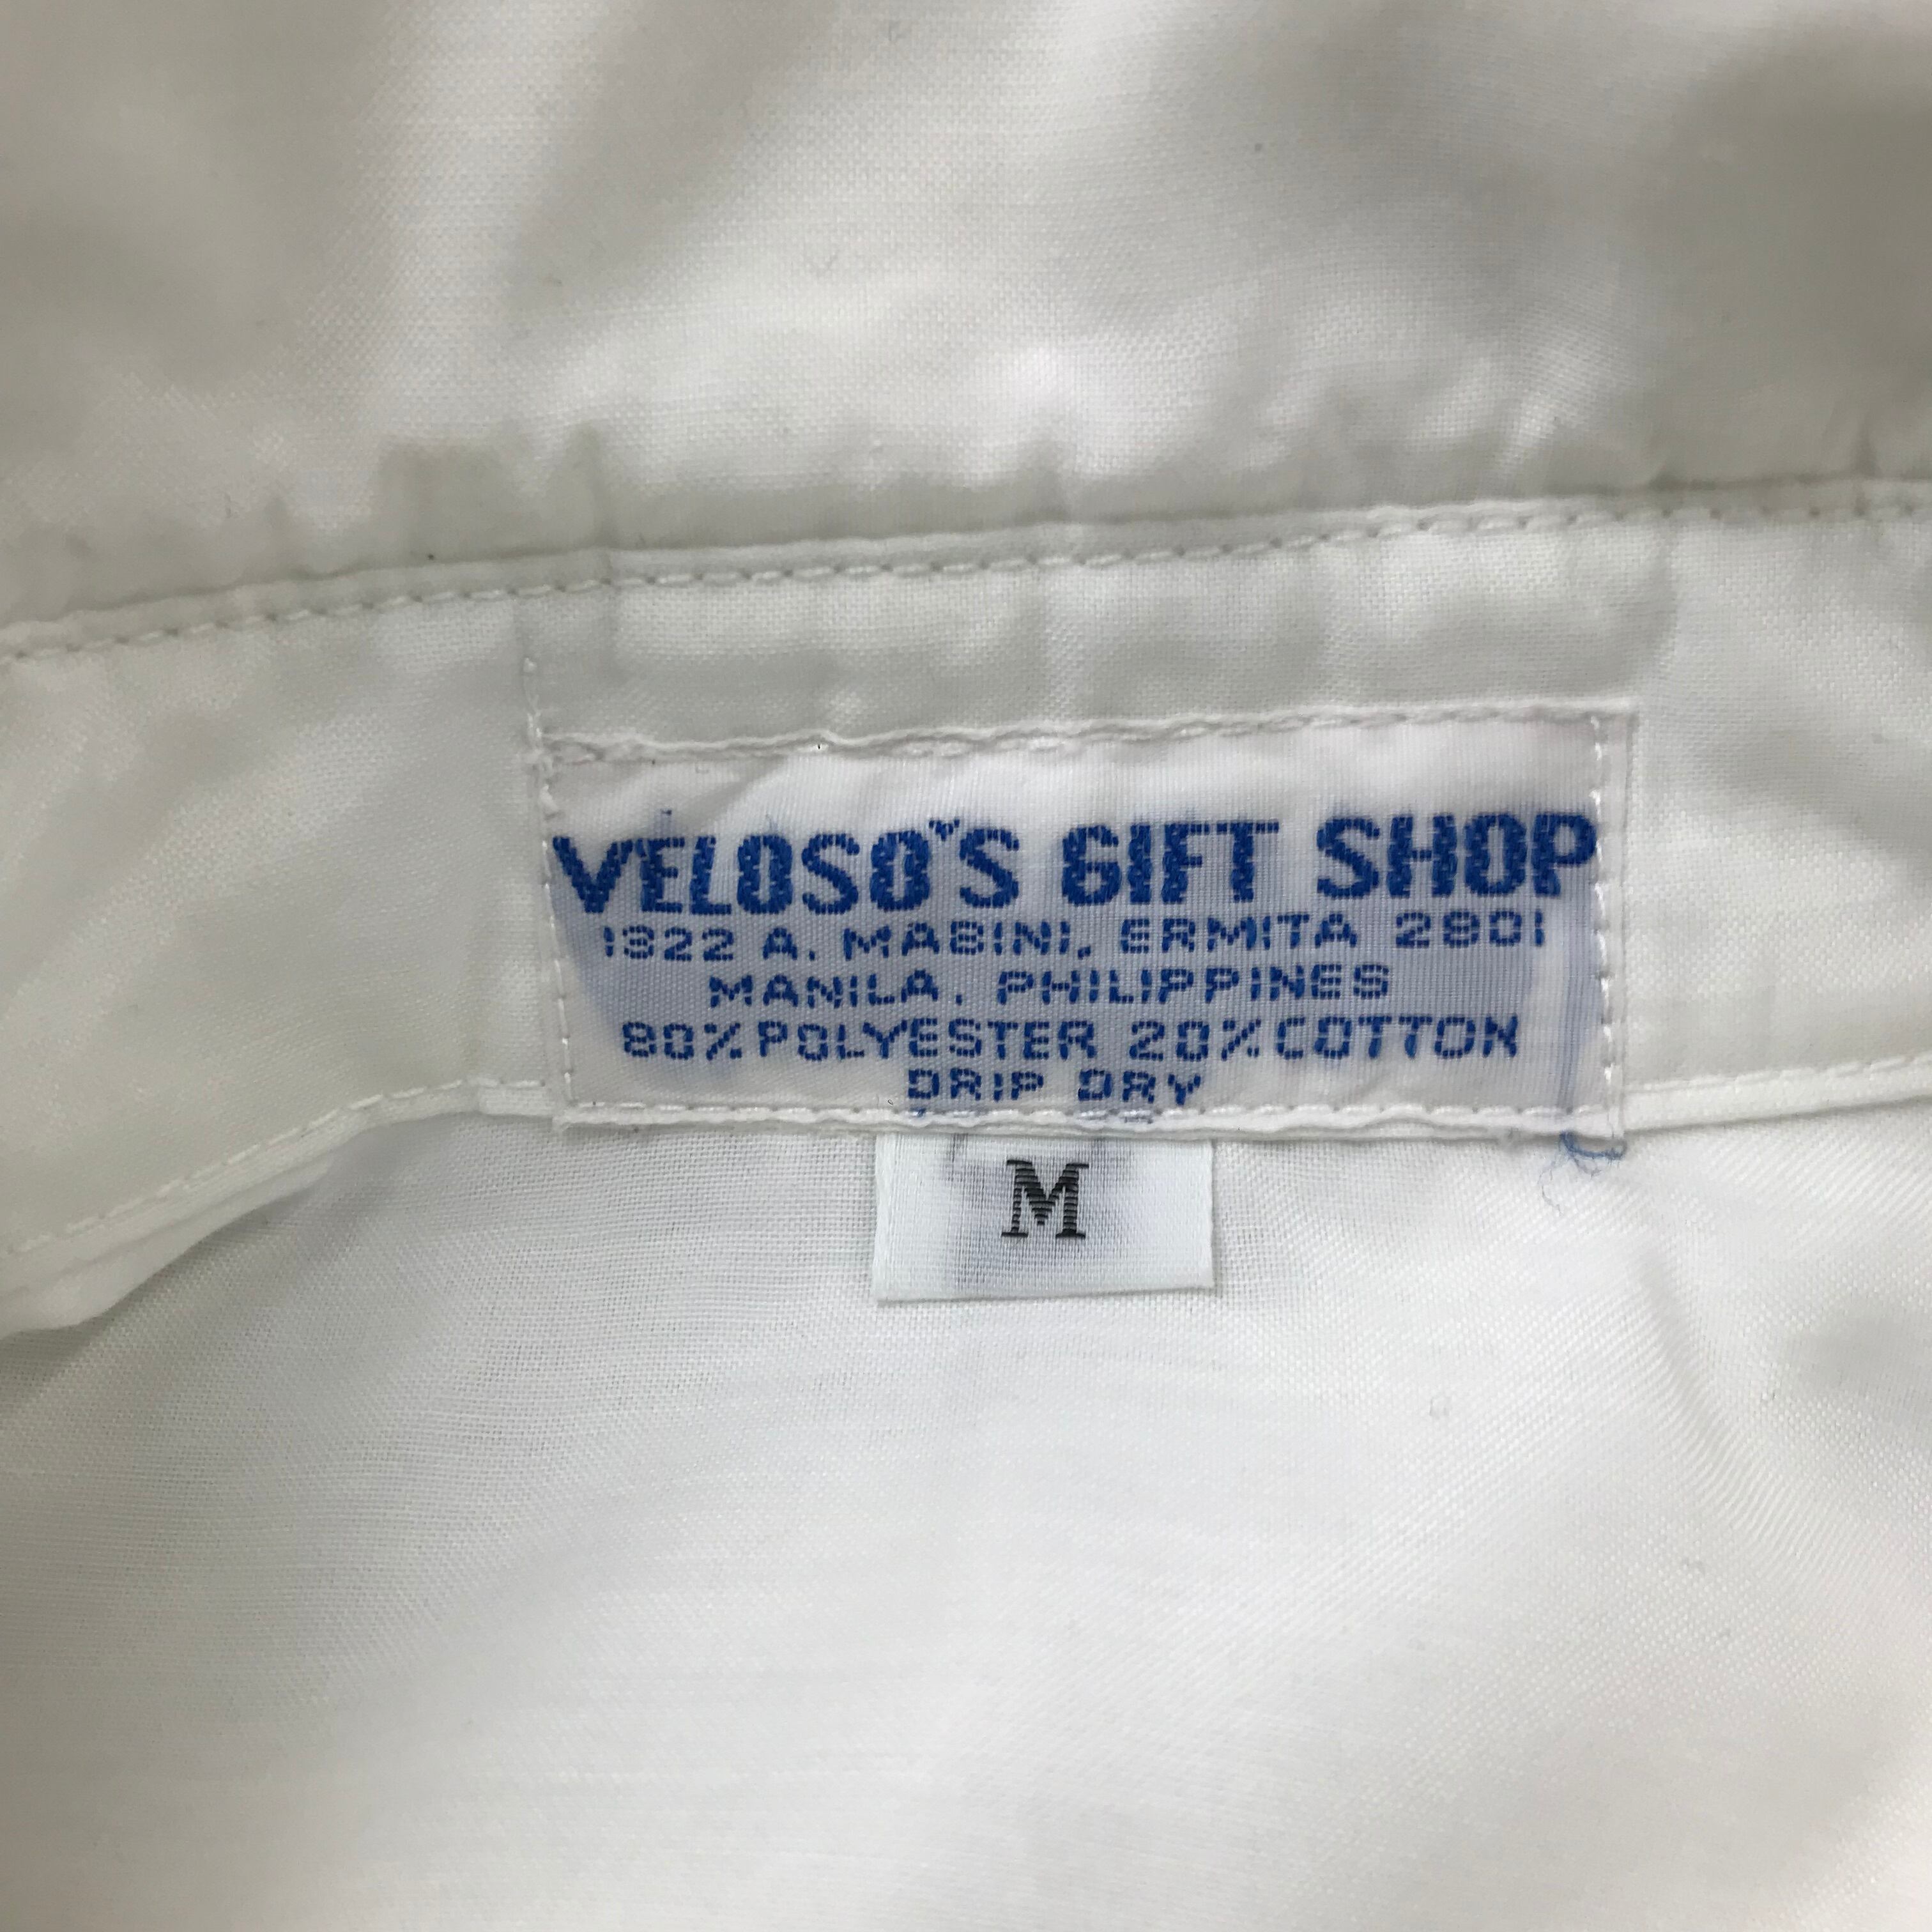 VELOSO'S GIFT SHOP
1322 A. MABINI, ERMITA 2801
MANILA, PHILIPPINES
80% POLYESTER 20% COTTON
DRIP DRY
M